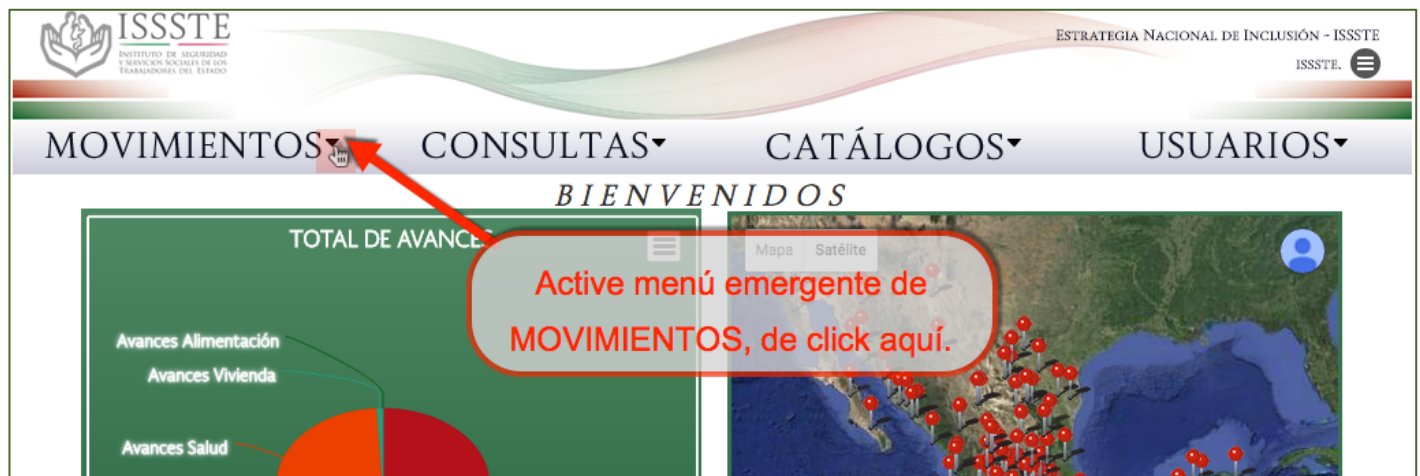 ISSSTE
INSTITUTO DE SEGURIDAD
Y SERVICIOS SOCIALES DE LOS
TRABAJADORES DEL ESTADO
ESTRATEGIA NACIONAL DE INCLUSIÓN - ISSSTE
ISSSTE.
MOVIMIENTOS CONSULTAS CATÁLOGOS USUARIOS
BIENVENIDOS
TOTAL DE AVANCES
Mapa Satélite
Active menú emergente de
MOVIMIENTOS, de click aquí.
Avances Alimentación
Avances Vivienda
Avances Salud